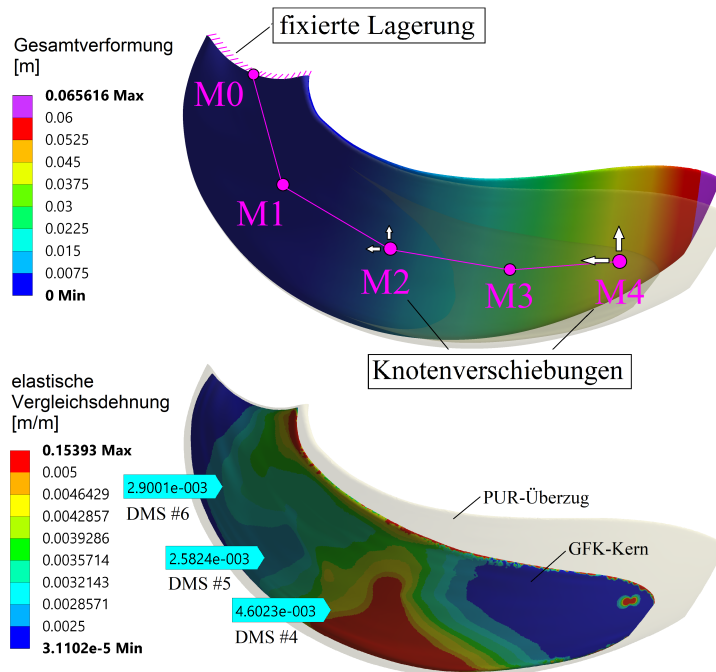 fixierte Lagerung
Gesamtverformung
[m]
0.065616 Max
0.06
0.0525
0.045
0.0375
0.03
0.0225
0.015
0.0075
0 Min
M0
M1
M2
M3
M4
Knotenverschiebungen
elastische
Vergleichsdehnung
[m/m]
0.15393 Max
0.005
0.0046429
0.0042857
0.0039286
0.0035714
0.0032143
0.0028571
0.0025
3.1102e-5 Min
2.9001e-003
DMS #6
2.5824e-003
DMS #5
4.6023e-003
DMS #4
PUR-Überzug
GFK-Kern